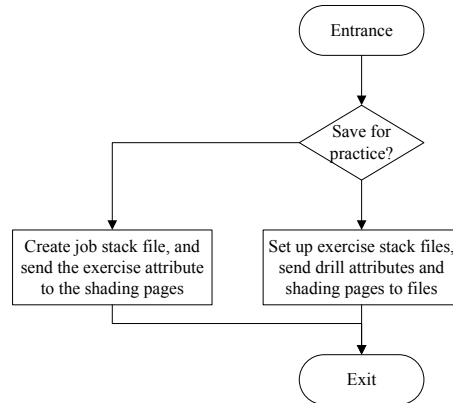 Entrance
Save for
practice?
Create job stack file, and
send the exercise attribute
to the shading pages
Set up exercise stack files,
send drill attributes and
shading pages to files
Exit